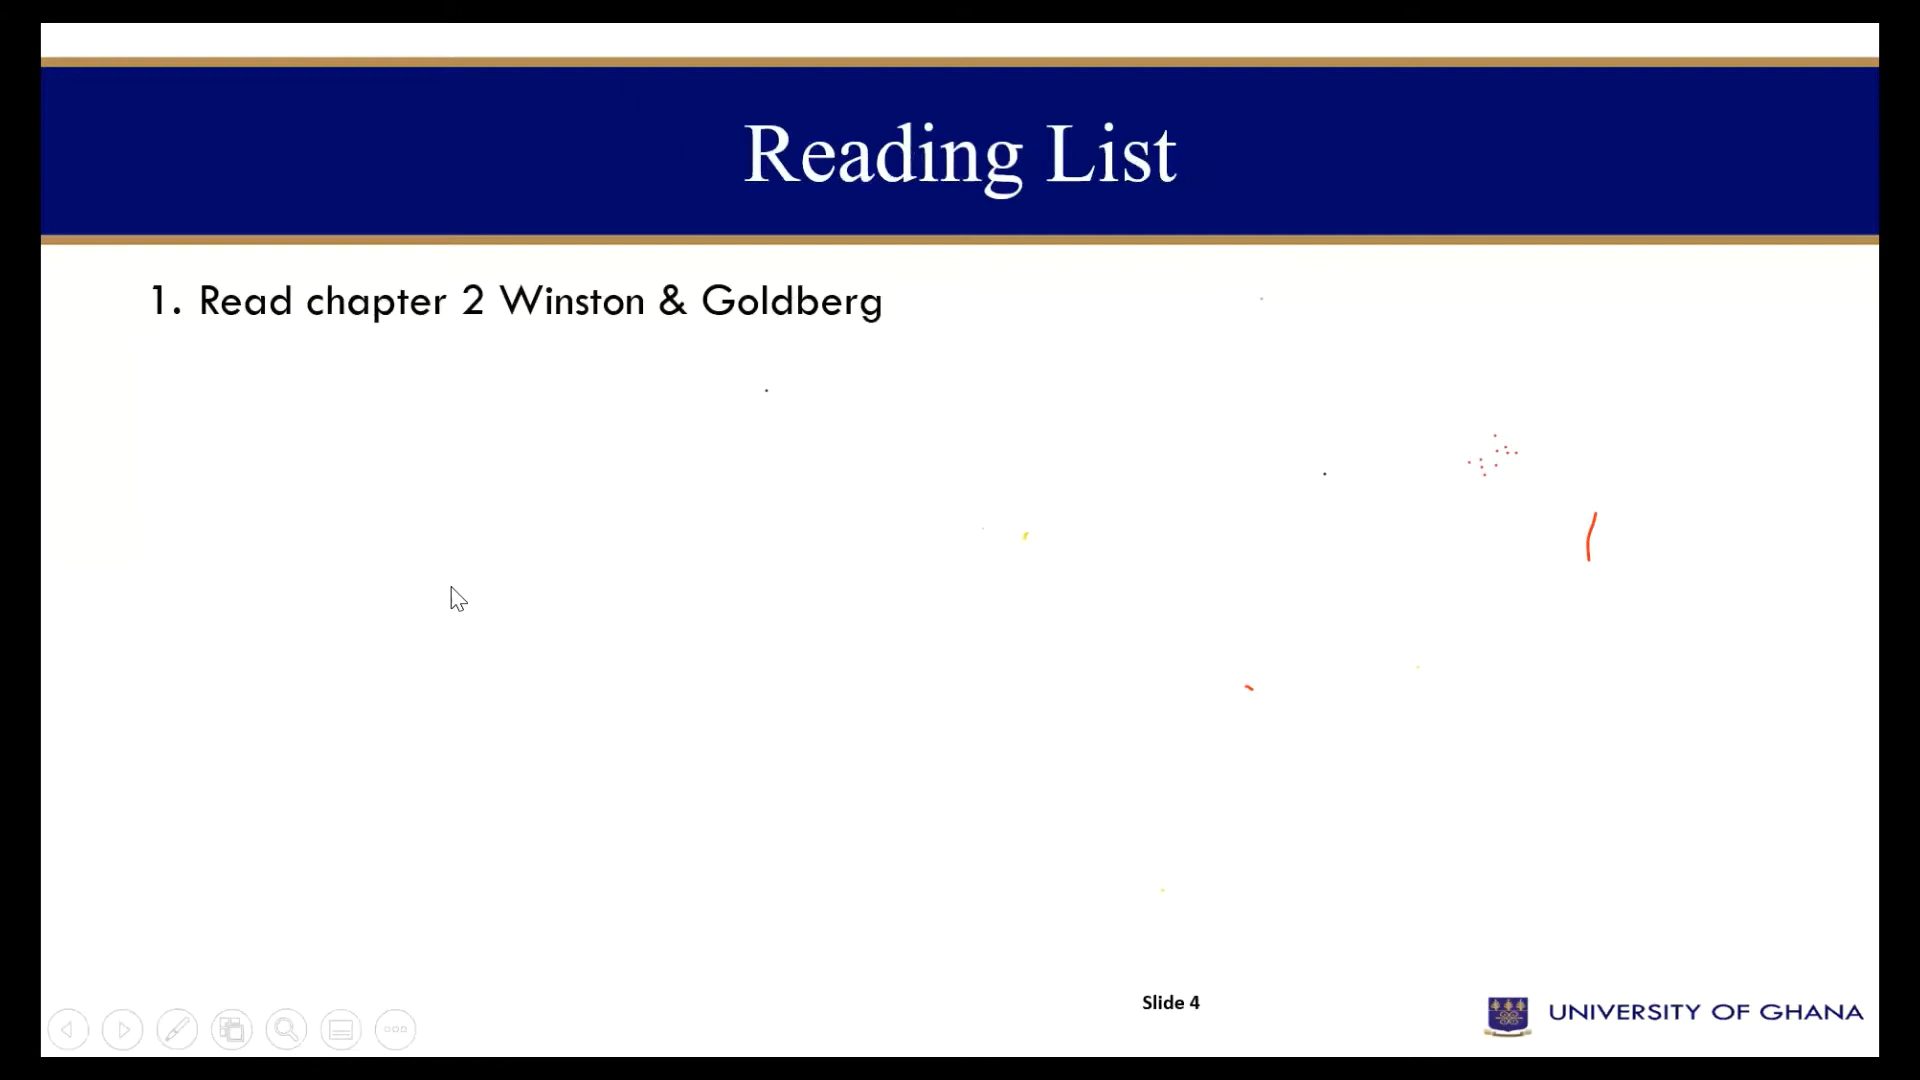 Reading List
1. Read chapter 2 Winston & Goldberg
Slide 4
UNIVERSITY OF GHANA